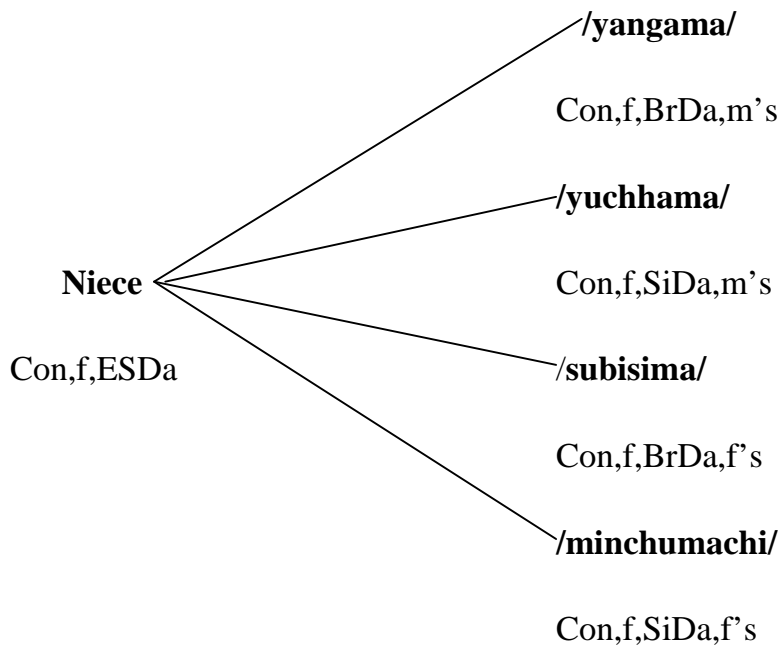 /yangama/
Con,f,BrDa,m’s
/yuchhama/
Niece
Con,f,SiDa,m’s
Con,f,ESDa
/subisima/
Con,f,BrDa,f’s
/minchumachi/
Con,f,SiDa,f’s